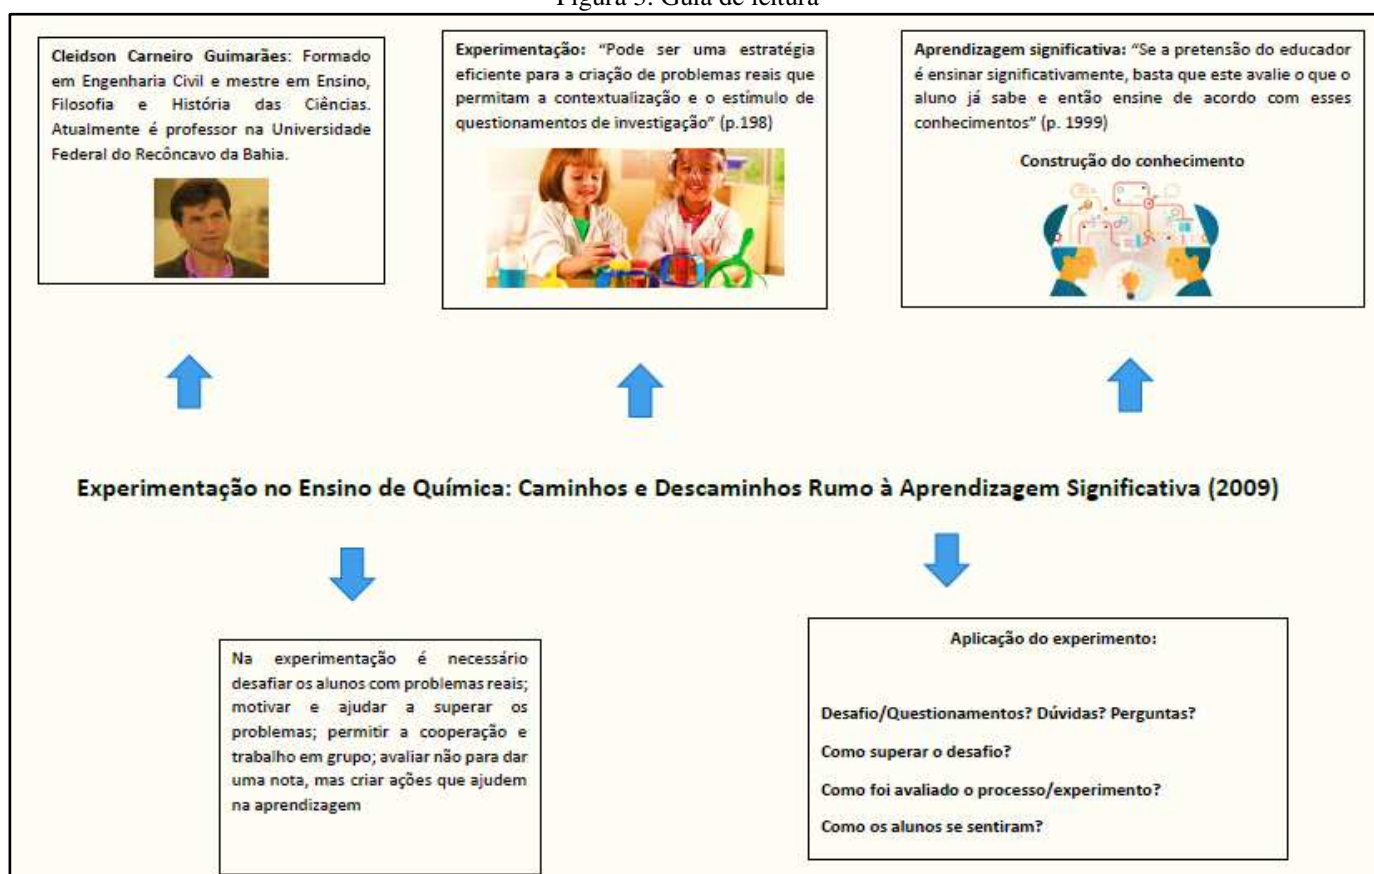 Figura 3: Guia de leitura
Cleidson Carneiro Guimarães: Formado
em Engenharia Civil e mestre em Ensino,
Filosofia e História das Ciências.
Atualmente é professor na Universidade
Federal do Recôncavo da Bahia.
Experimentação: “Pode ser uma estratégia
eficiente para a criação de problemas reais que
permitam a contextualização e o estímulo de
questionamentos de investigação” (p.198)
Aprendizagem significativa: “Se a pretensão do educador
é ensinar significativamente, basta que este avalie o que o
aluno já sabe e então ensine de acordo com esses
conhecimentos” (p. 1999)
Construção do conhecimento
Experimentação no Ensino de Química: Caminhos e Descaminhos Rumo à Aprendizagem Significativa (2009)
Na experimentação é necessário
desafiar os alunos com problemas reais;
motivar e ajudar a superar os
problemas; permitir a cooperação e
trabalho em grupo; avaliar não para dar
uma nota, mas criar ações que ajudem
na aprendizagem
Aplicação do experimento:
Desafio/Questionamentos? Dúvidas? Perguntas?
Como superar o desafio?
Como foi avaliado o processo/experimento?
Como os alunos se sentiram?